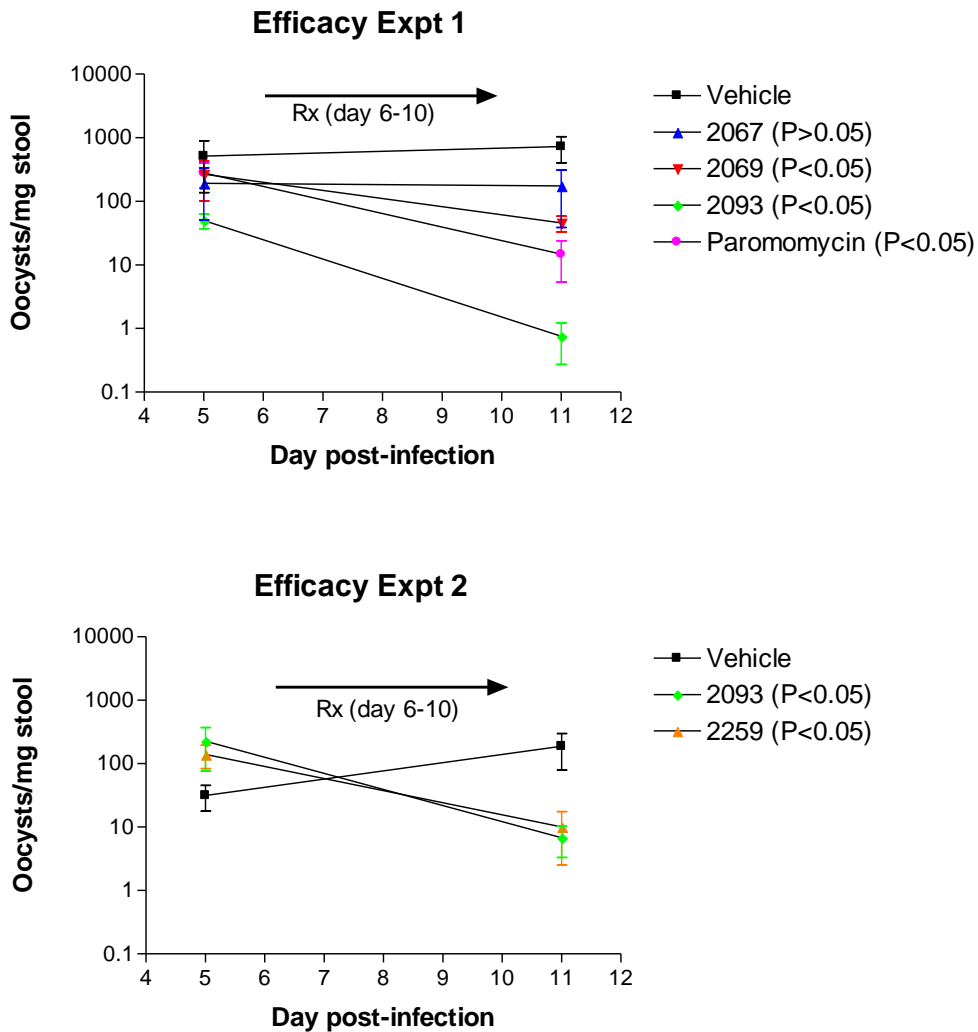 Efficacy Expt 1
10000
1000
100
10
1
0.1
Oocysts/mg stool
Rx (day 6-10)
4 5 6 7 8 9 10 11 12
Day post-infection
Vehicle
2067 (P>0.05)
2069 (P<0.05)
2093 (P<0.05)
Paromomycin (P<0.05)
Efficacy Expt 2
10000
1000
100
10
1
0.1
Oocysts/mg stool
Rx (day 6-10)
4 5 6 7 8 9 10 11 12
Day post-infection
Vehicle
2093 (P<0.05)
2259 (P<0.05)